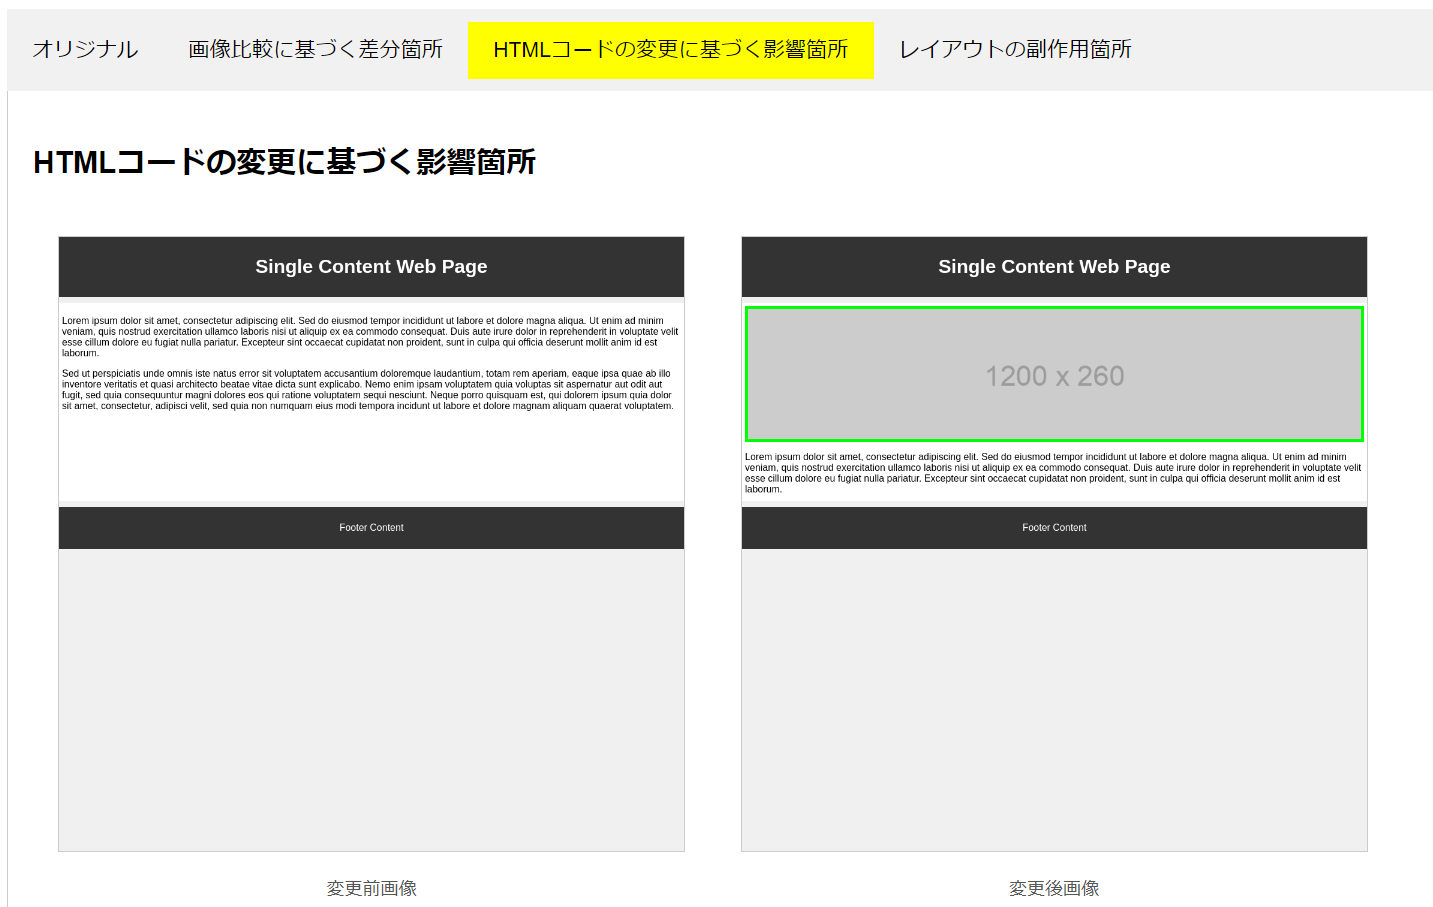 オリジナル
画像比較に基づく差分箇所
HTMLコードの変更に基づく影響箇所
レイアウトの副作用箇所
HTMLコードの変更に基づく影響箇所
Single Content Web Page
Lorem ipsum dolor sit amet, consectetur adipiscing elit. Sed do eiusmod tempor incididunt ut labore et dolore magna aliqua. Ut enim ad minim
veniam, quis nostrud exercitation ullamco laboris nisi ut aliquip ex ea commodo consequat. Duis aute irure dolor in reprehenderit in voluptate velit
esse cillum dolore eu fugiat nulla pariatur. Excepteur sint occaecat cupidatat non proident, sunt in culpa qui officia deserunt mollit anim id est
laborum.
Sed ut perspiciatis unde omnis iste natus error sit voluptatem accusantium doloremque laudantium, totam rem aperiam, eaque ipsa quae ab illo
inventore veritatis et quasi architecto beatae vitae dicta sunt explicabo. Nemo enim ipsam voluptatem quia voluptas sit aspernatur aut odit aut
fugit, sed quia consequuntur magni dolores eos qui ratione voluptatem sequi nesciunt. Neque porro quisquam est, qui dolorem ipsum quia dolor
sit amet, consectetur, adipisci velit, sed quia non numquam eius modi tempora incidunt ut labore et dolore magnam aliquam quaerat voluptatem.
Footer Content
変更前画像
Single Content Web Page
1200 x 260
Lorem ipsum dolor sit amet, consectetur adipiscing elit. Sed do eiusmod tempor incididunt ut labore et dolore magna aliqua. Ut enim ad minim
veniam, quis nostrud exercitation ullamco laboris nisi ut aliquip ex ea commodo consequat. Duis aute irure dolor in reprehenderit in voluptate velit
esse cillum dolore eu fugiat nulla pariatur. Excepteur sint occaecat cupidatat non proident, sunt in culpa qui officia deserunt mollit anim id est
laborum.
Footer Content
変更後画像